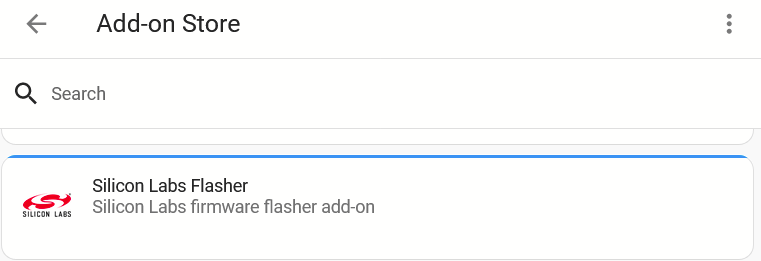 Add-on Store
Search
Silicon Labs Flasher
Silicon Labs firmware flasher add-on
SILICON LABS